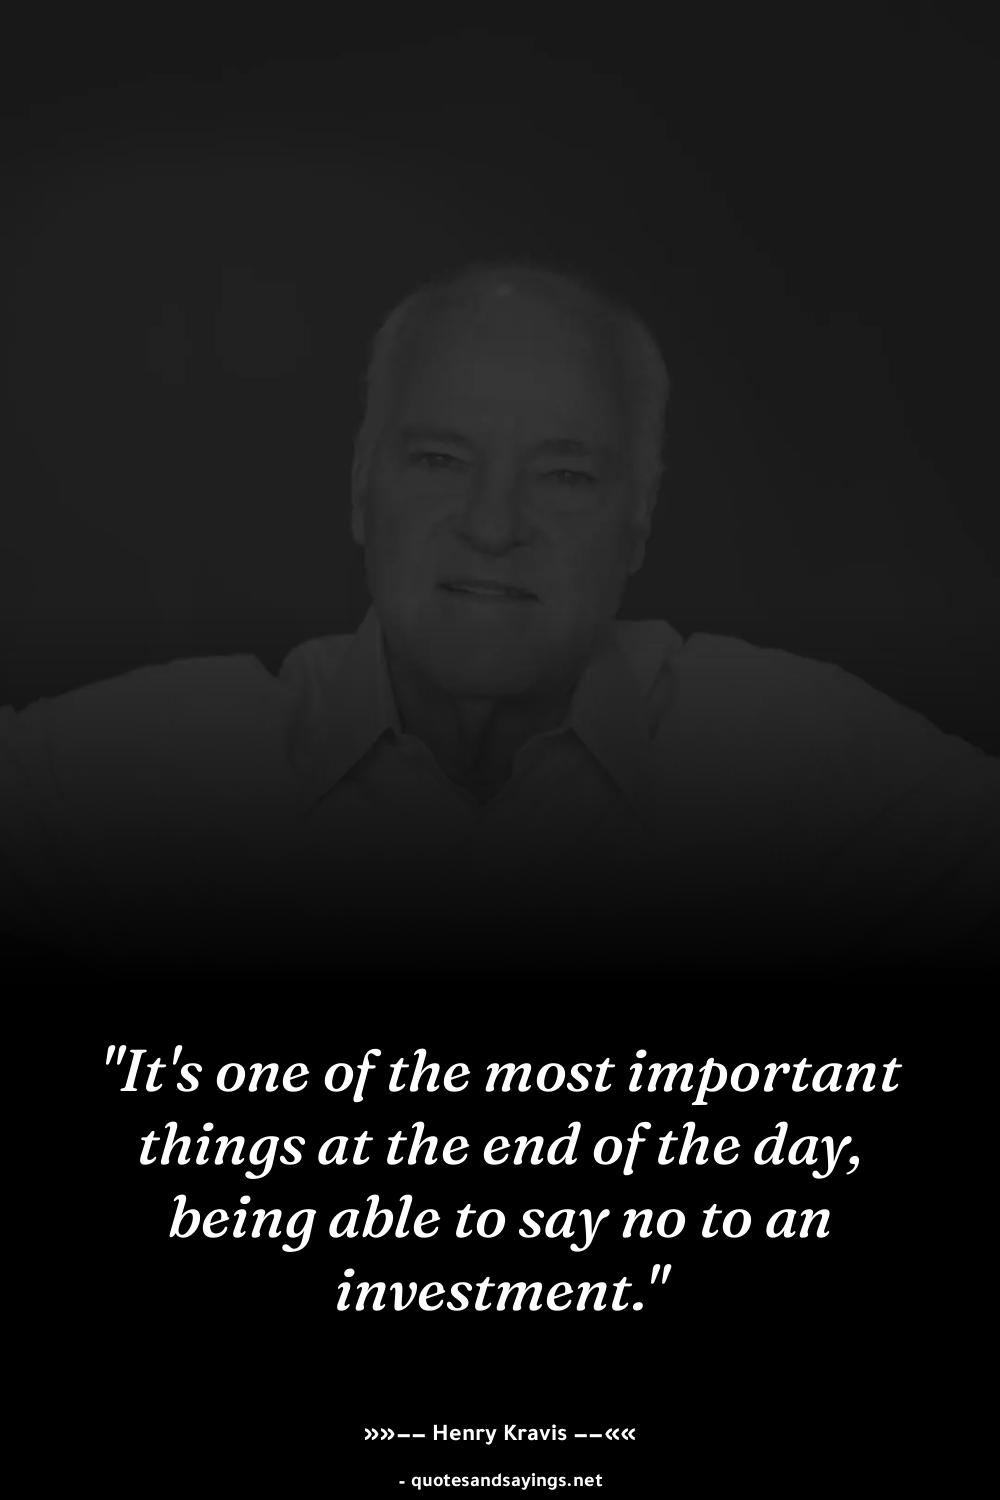 "It's one of the most important
things at the end of the day,
being able to say no to an
investment."
»»−− Henry Kravis −−««
- quotesandsayings.net